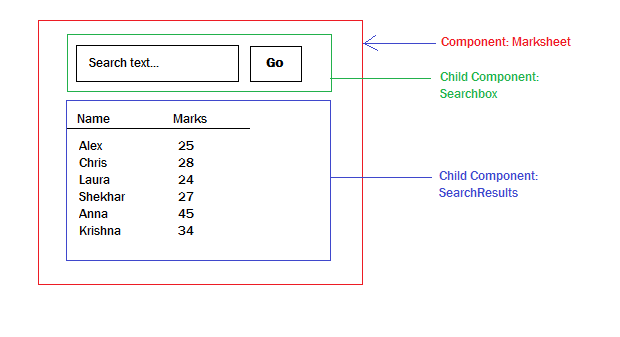 Search text...
Go
Component: Marksheet
Child Component:
Searchbox
Name Marks
Alex 25
Chris 28
Laura 24
Shekhar 27
Anna 45
Krishna 34
Child Component:
SearchResults